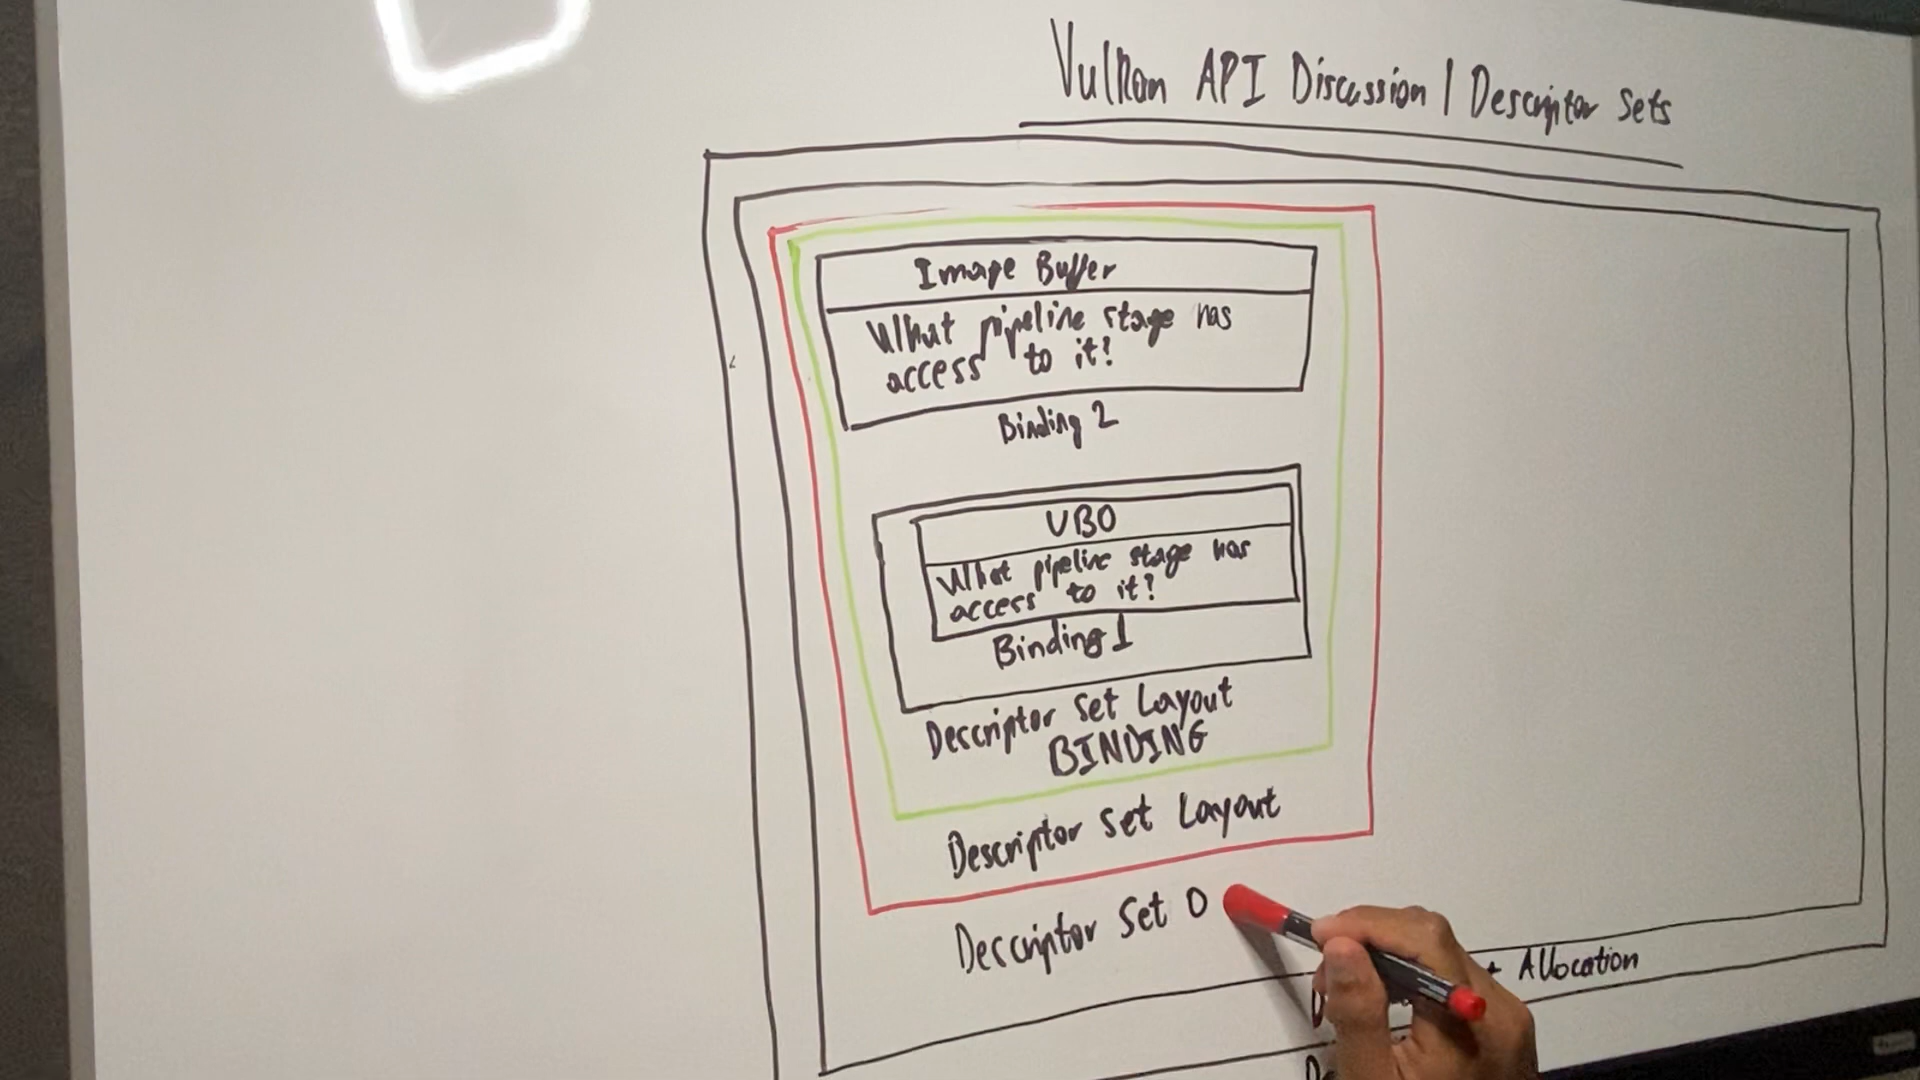 Vulkan API Discussion | Descriptor Sets
Image Buffer
What pipeline stage has
access to it?
Binding 2
UBO
What pipeline stage has
access to it?
Binding 1
Descriptor Set Layout
BINDING
Descriptor Set Layout
Descriptor Set 0
Allocation